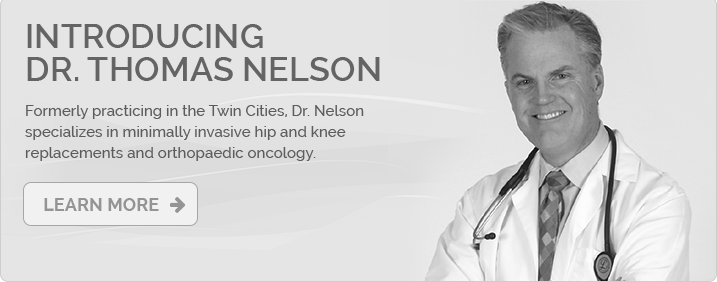 INTRODUCING
DR. THOMAS NELSON
Formerly practicing in the Twin Cities, Dr. Nelson
specializes in minimally invasive hip and knee
replacements and orthopaedic oncology.
LEARN MORE